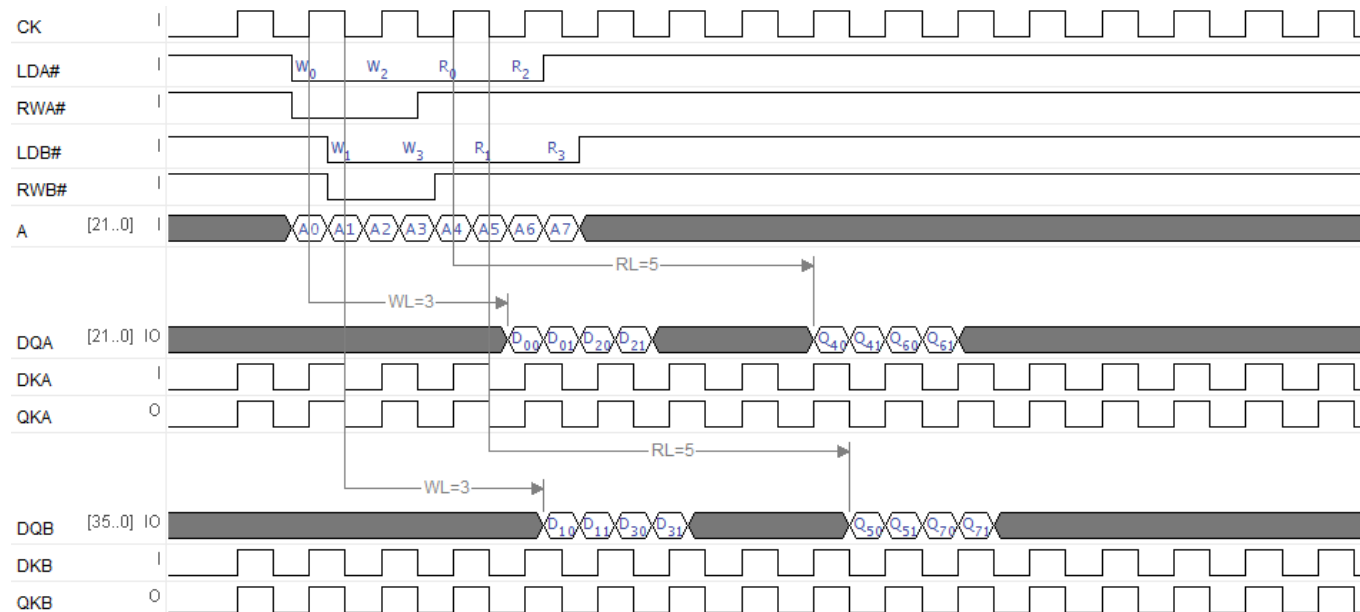 CK I
LDA# I W0 W2 R0 R2
RWA# I
LDB# I W1 W3 R1 R3
RWB# I
A [21..0] I A0 A1 A2 A3 A4 A5 A6 A7
RL=5
WL=3
DQA [21..0] IO D00 D01 D20 D21 Q40 Q41 Q60 Q61
DKA I
QKA O
RL=5
WL=3
DQB [35..0] IO D10 D11 D30 D31 Q50 Q51 Q70 Q71
DKB I
QKB O